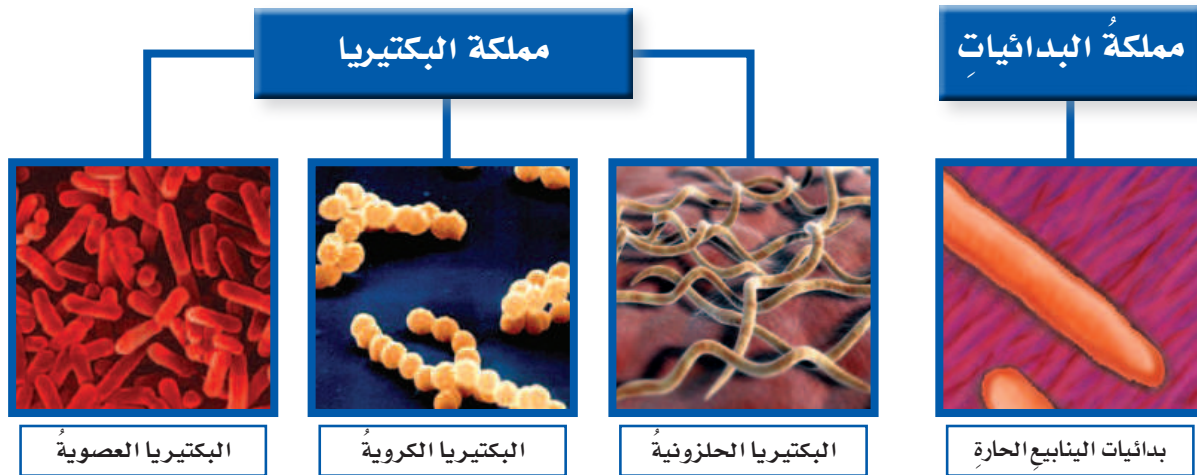 مملكةُ البدائياتِ
مملكة البكتيريا
بدائيات الينابيعِ الحارةِ
البكتيريا الحلزونيةُ
البكتيريا الكرويةُ
البكتيريا العصويةُ